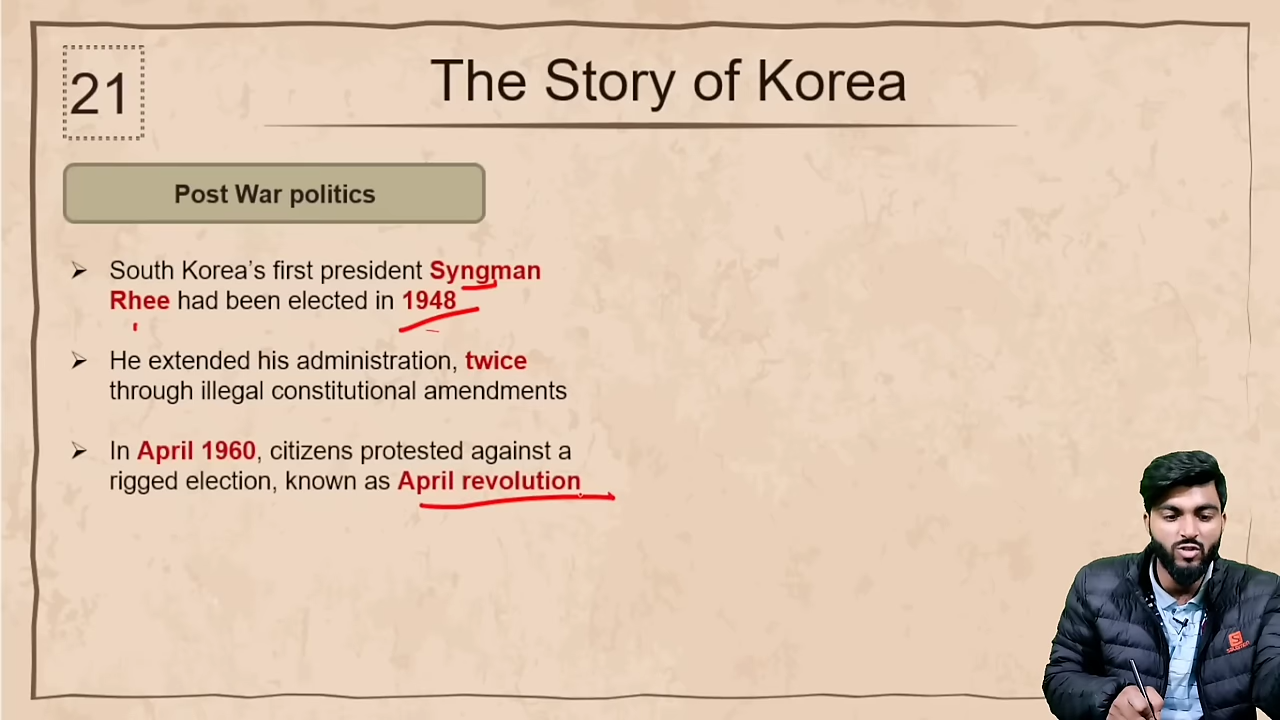 21
The Story of Korea
Post War politics
➢ South Korea's first president Syngman
Rhee had been elected in 1948
➢ He extended his administration, twice
through illegal constitutional amendments
➢ In April 1960, citizens protested against a
rigged election, known as April revolution